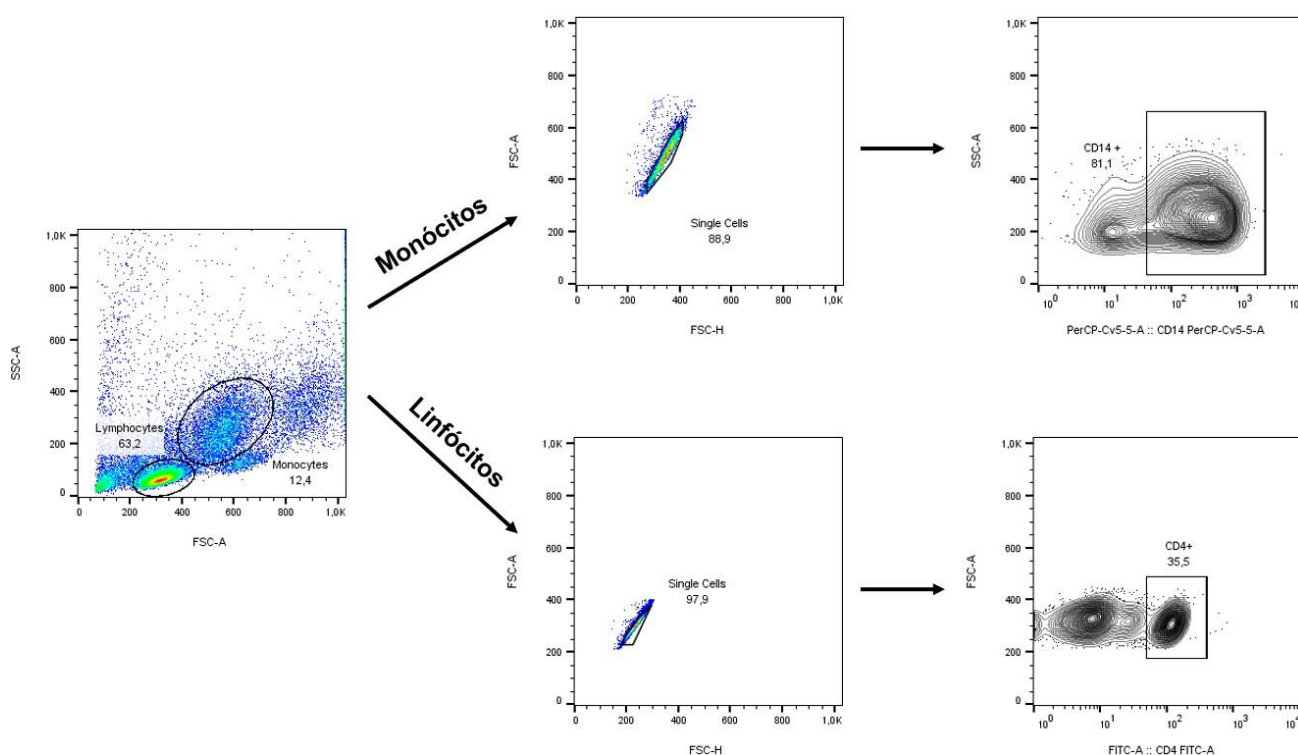 SSC-A
1,0K
800
600
400
200
0
Lymphocytes
63,2
Monocytes
12,4
0 200 400 600 800 1,0K
FSC-A
Monócitos
Linfócitos
FSC-A
1,0K
800
600
400
200
0
Single Cells
88,9
0 200 400 600 800 1,0K
FSC-H
SSC-A
1,0K
800
600
400
200
0
CD14 +
81,1
10^0 10^1 10^2 10^3 10^4
PerCP-Cy5-5-A :: CD14 PerCP-Cy5-5-A
FSC-A
1,0K
800
600
400
200
0
Single Cells
97,9
0 200 400 600 800 1,0K
FSC-H
FSC-A
1,0K
800
600
400
200
0
CD4+
35,5
10^0 10^1 10^2 10^3 10^4
FITC-A :: CD4 FITC-A